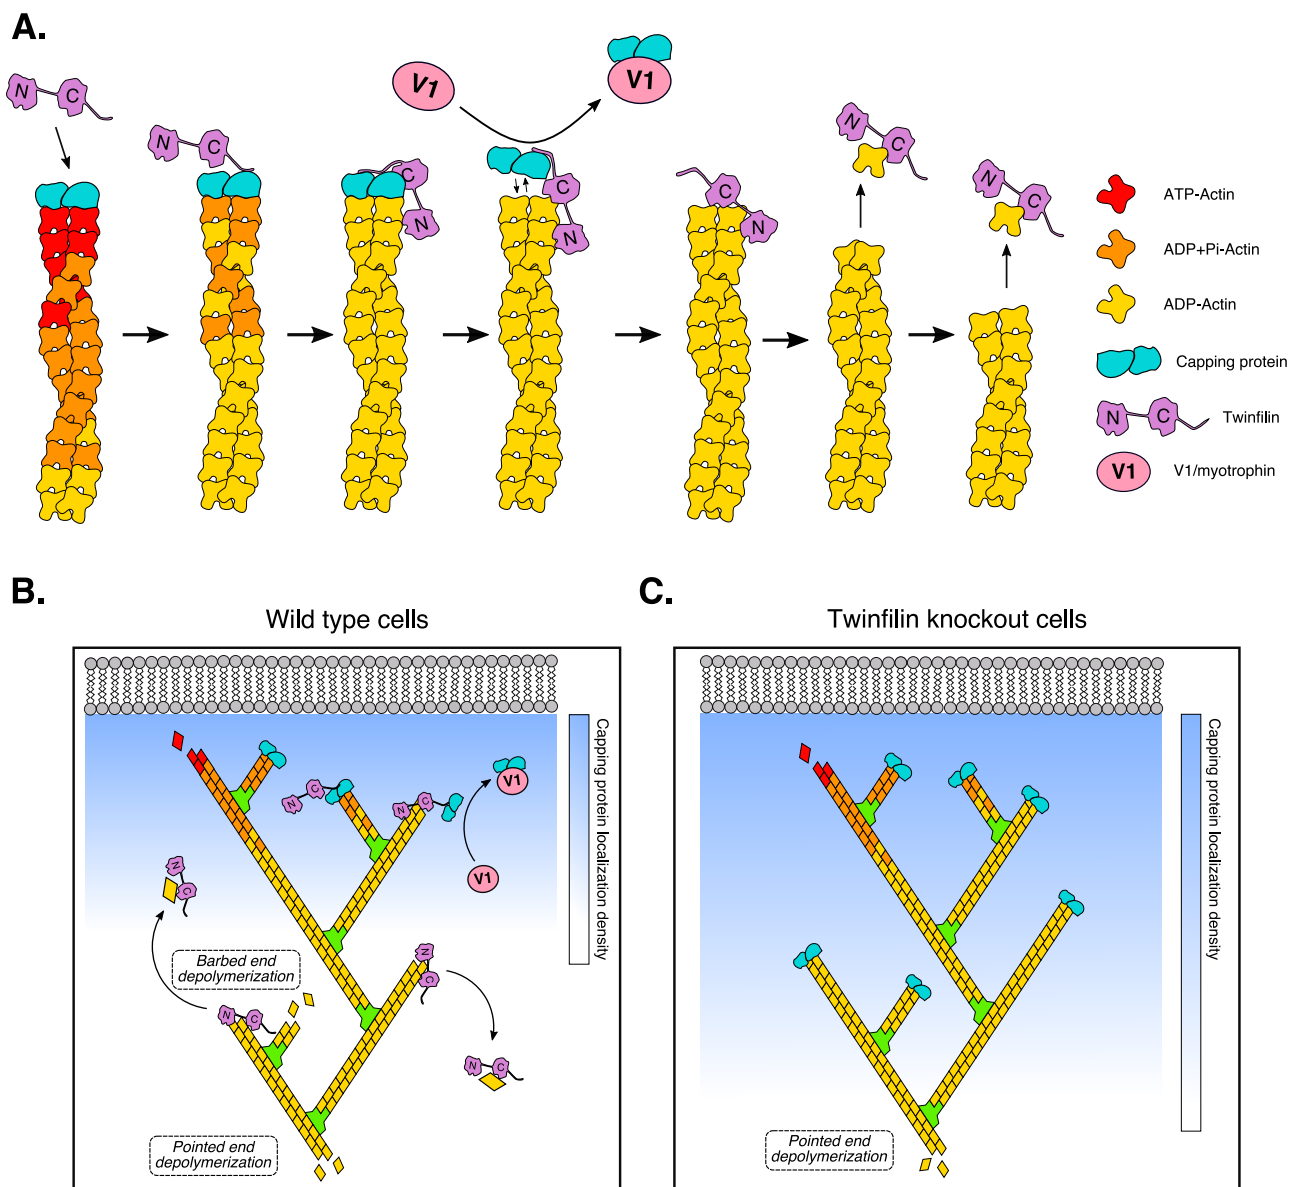 A.
N C
V1
V1
N C
C
N
C
N
C
N
N
C
N
C
ATP-Actin
ADP+Pi-Actin
ADP-Actin
Capping protein
N C Twinfilin
V1 V1/myotrophin
B.
Wild type cells
Capping protein localization density
N C
N C
V1
V1
N
C
Barbed end
depolymerization
N
C
N C
N C
Pointed end
depolymerization
C.
Twinfilin knockout cells
Capping protein localization density
Pointed end
depolymerization